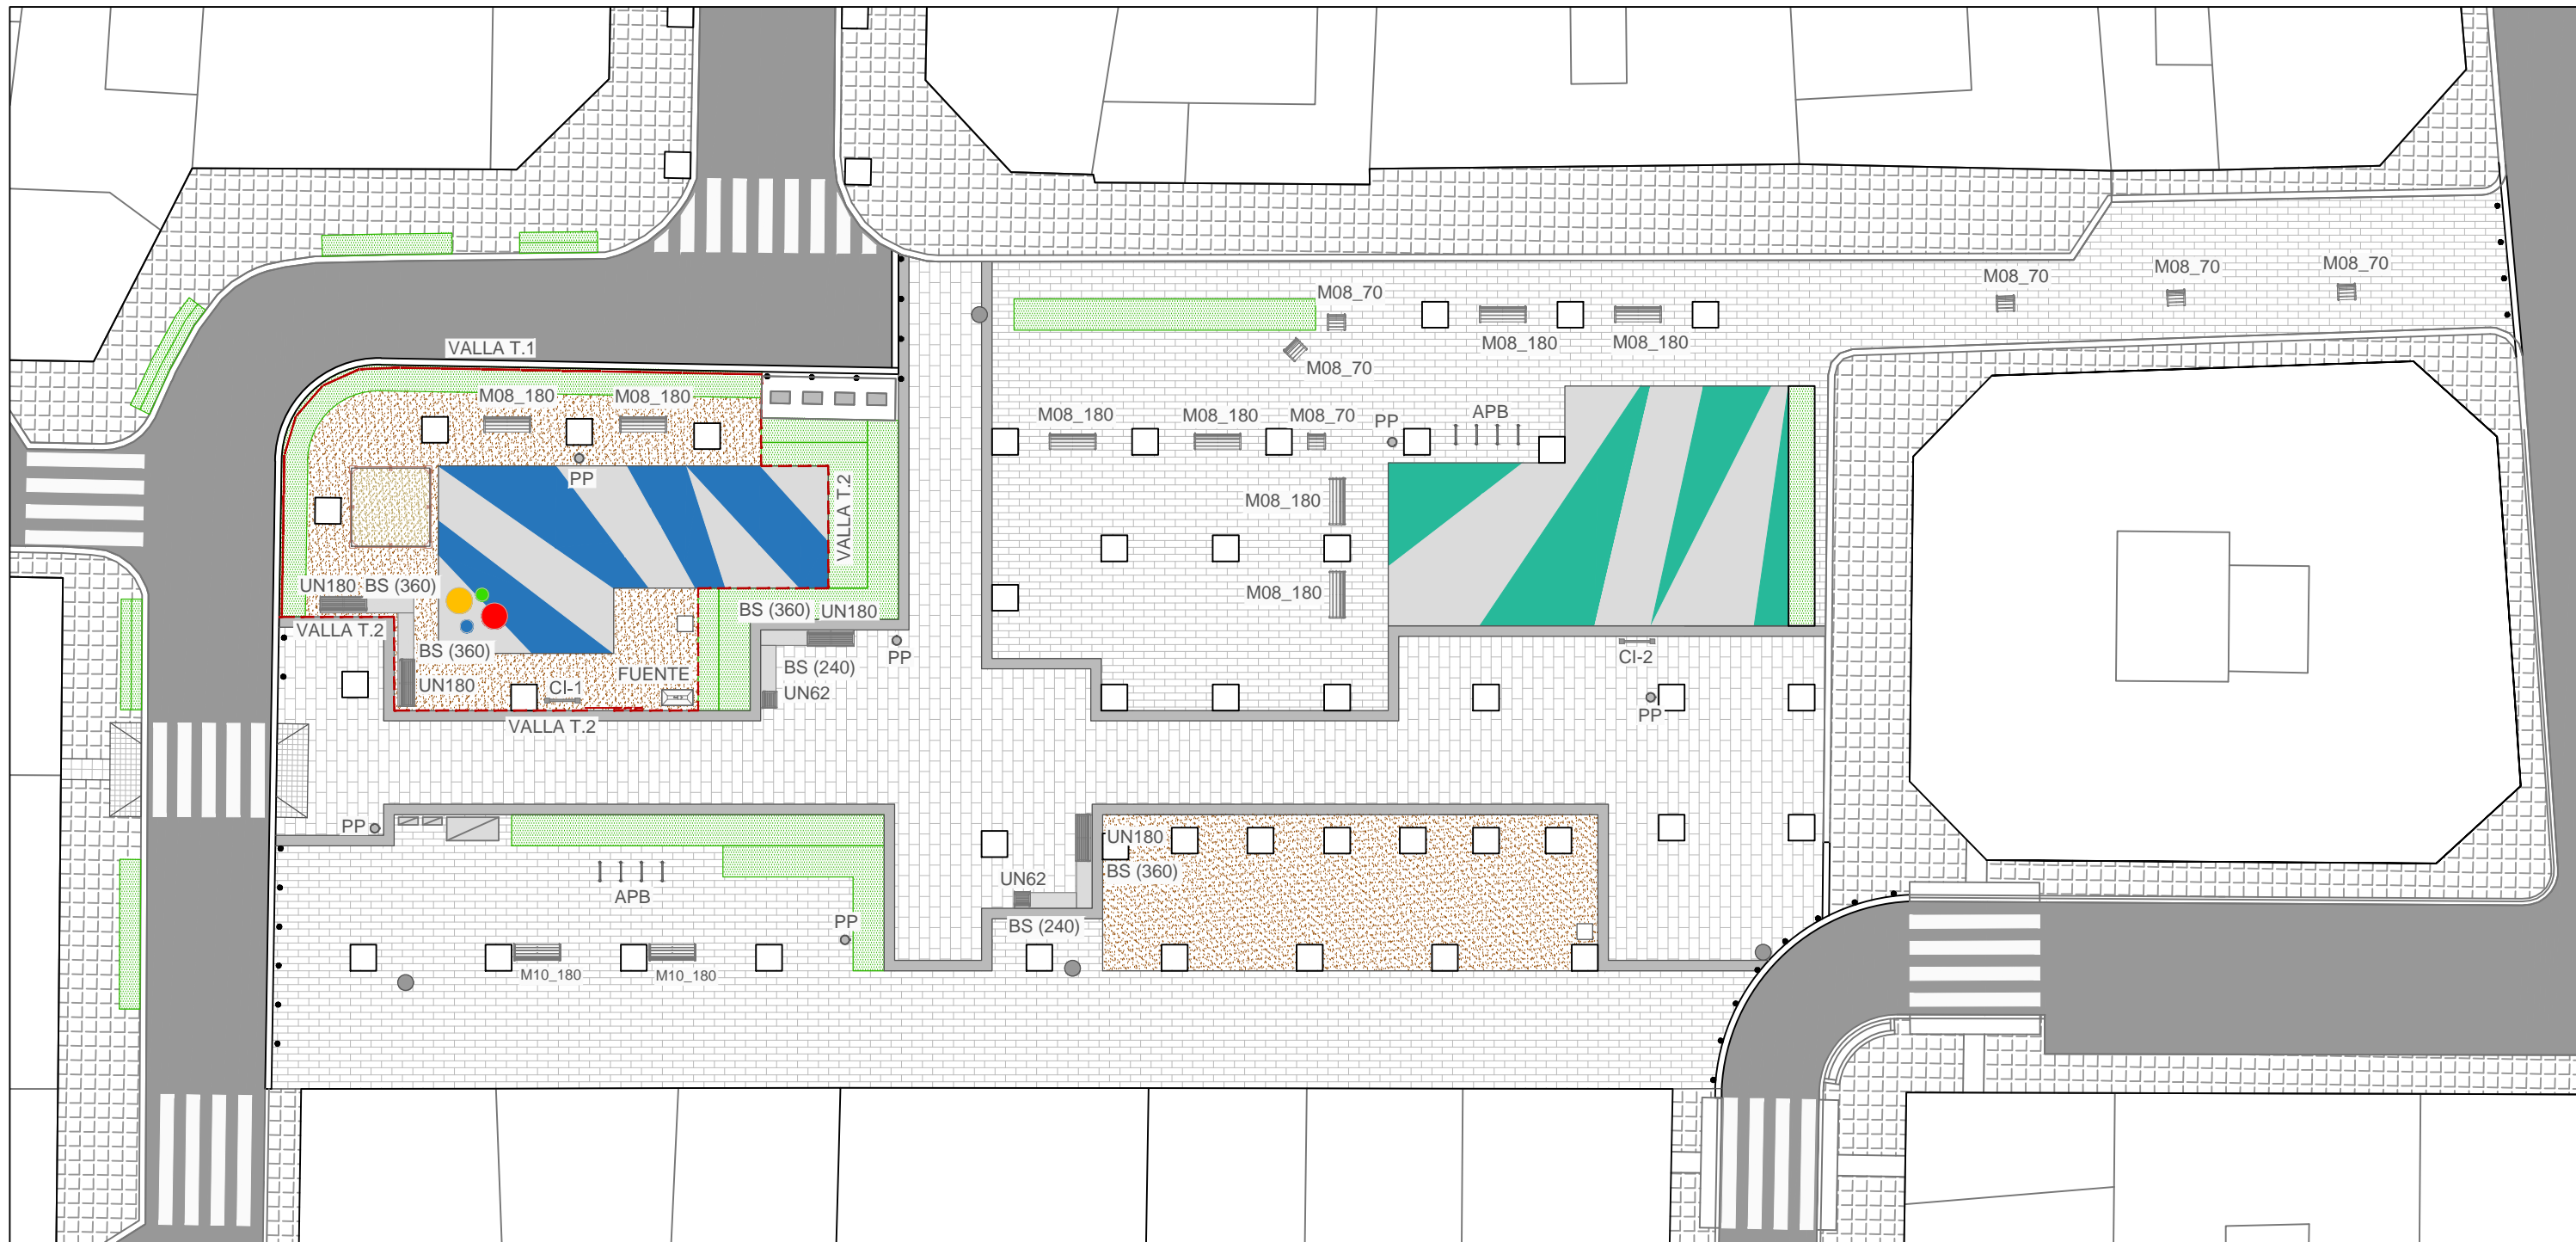 M08_70
M08_70
M08_70
M08_70
M08_180
M08_180
VALLA T.1
M08_70
M08_180
M08_180
M08_180
M08_180
M08_70
PP
APB
PP
VALLA T.2
M08_180
UN180
BS (360)
M08_180
BS (360)
UN180
VALLA T.2
BS (360)
PP
CI-2
BS (240)
FUENTE
UN180
CI-1
UN62
PP
VALLA T.2
PP
UN180
BS (360)
UN62
APB
PP
BS (240)
M10_180
M10_180